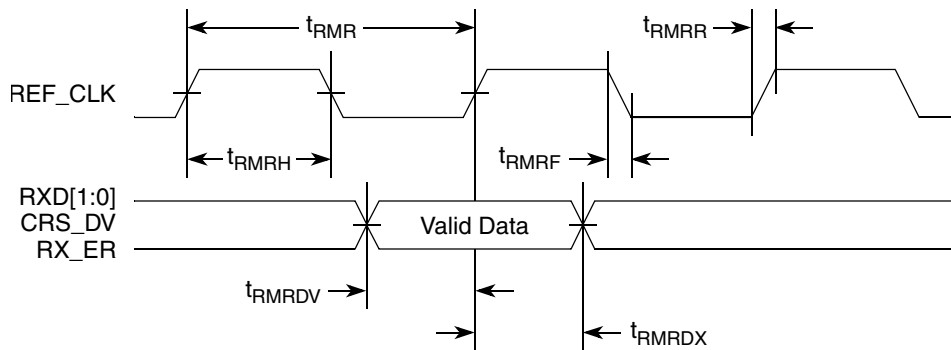 tRMR
tRMRR
REF_CLK
tRMRH
tRMRF
RXD[1:0]
CRS_DV
RX_ER
Valid Data
tRMRDV
tRMRDX